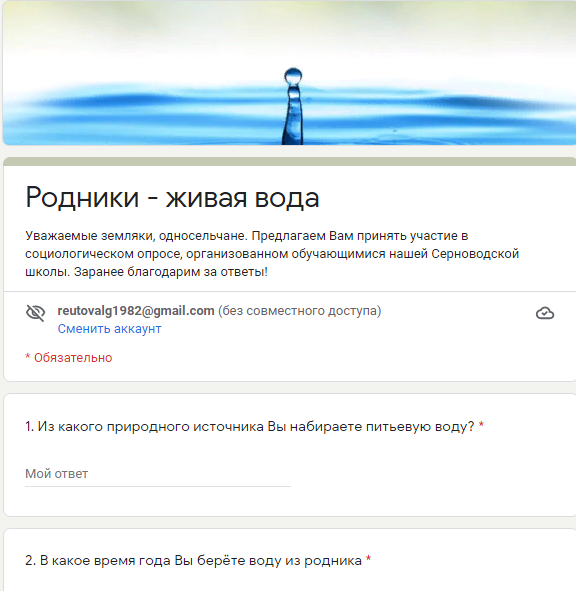 Родники - живая вода
Уважаемые земляки, односельчане. Предлагаем Вам принять участие в
социологическом опросе, организованном обучающимися нашей Серноводской
школы. Заранее благодарим за ответы!
reutovalg1982@gmail.com (без совместного доступа)
Сменить аккаунт
* Обязательно
1. Из какого природного источника Вы набираете питьевую воду? *
Мой ответ
2. В какое время года Вы берёте воду из родника *